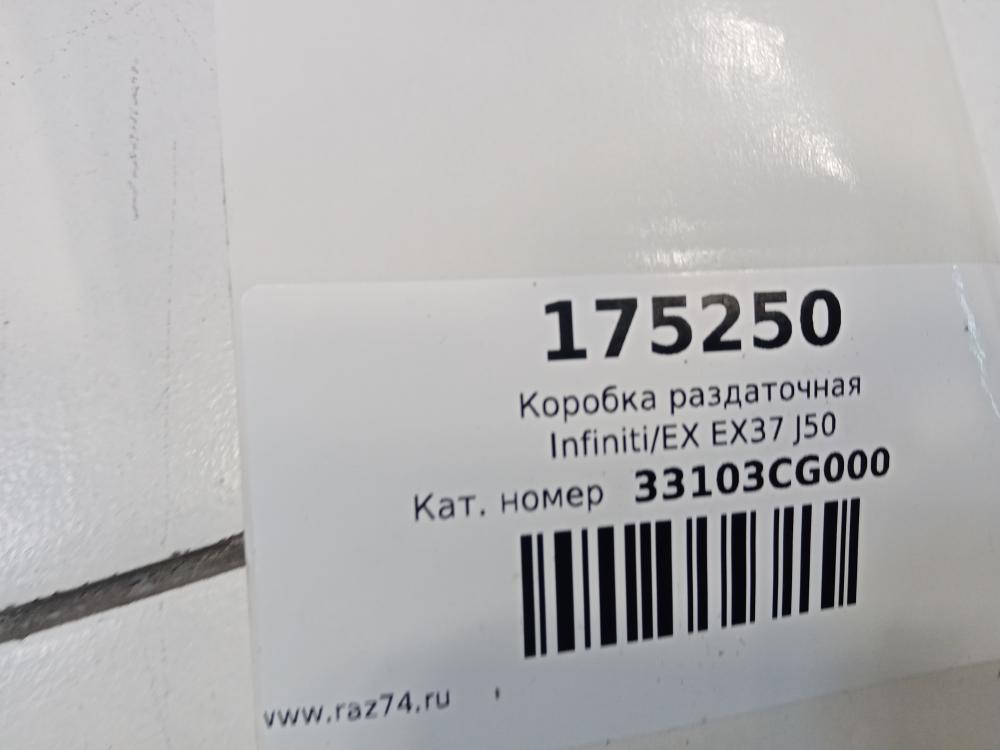 175250
Коробка раздаточная
Infiniti/EX EX37 J50
Кат. номер 33103CG000
www.raz74.ru